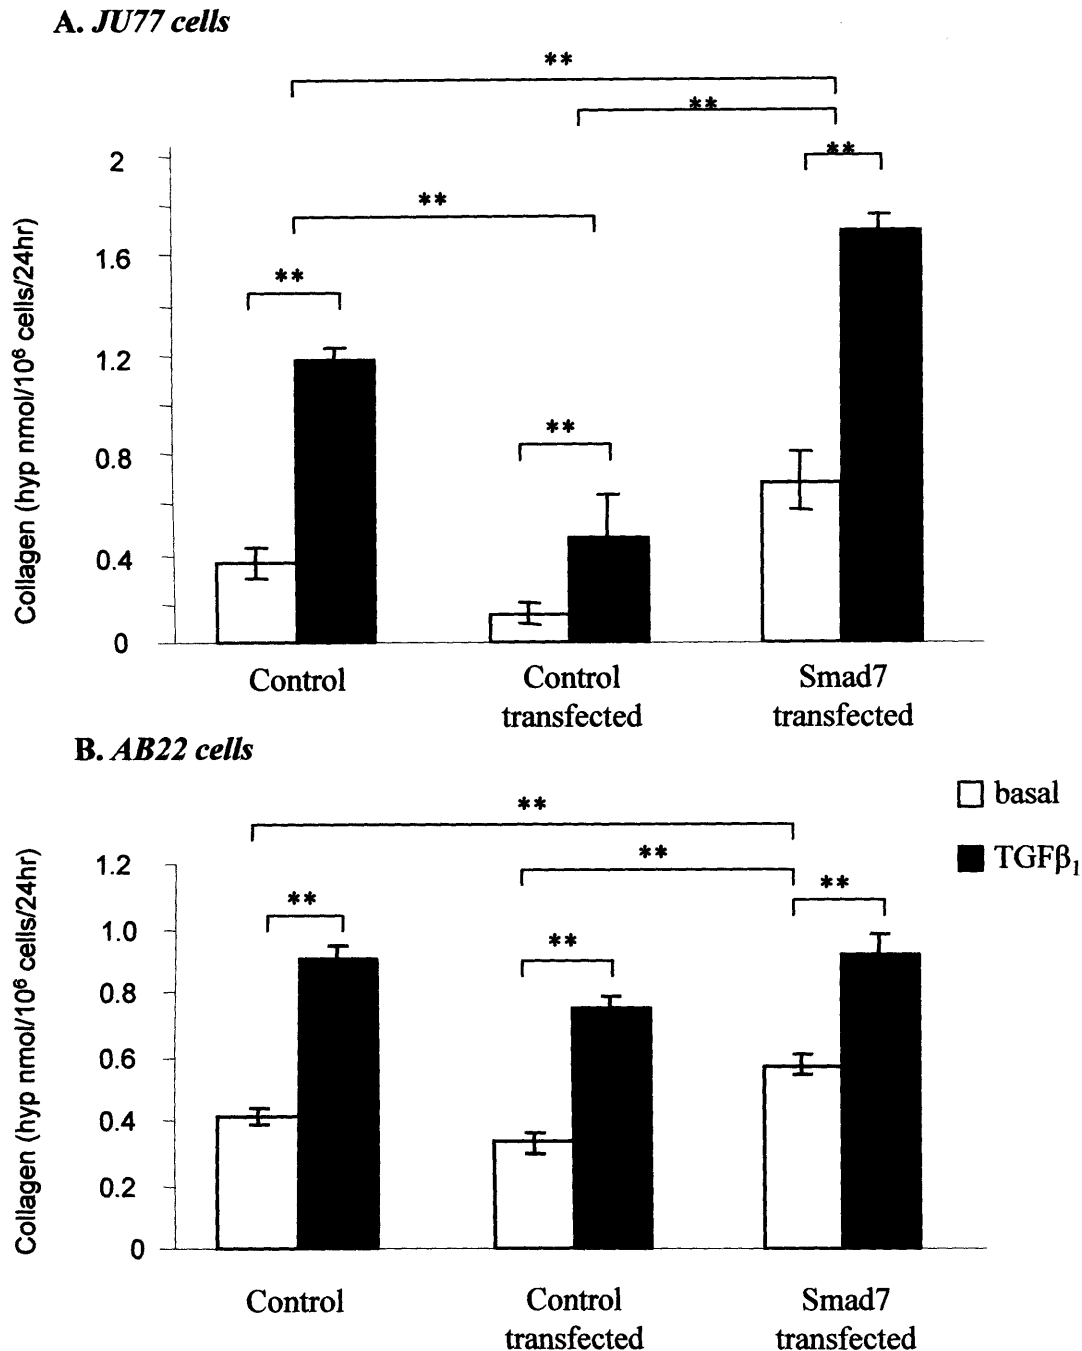 A. JU77 cells
**
**
**
**
**
**
2
1.6
1.2
0.8
0.4
0
Collagen (hyp nmol/10⁶ cells/24hr)
Control
Control
transfected
Smad7
transfected
B. AB22 cells
basal
TGFβ₁
**
**
**
**
**
1.2
1.0
0.8
0.6
0.4
0.2
0
Collagen (hyp nmol/10⁶ cells/24hr)
Control
Control
transfected
Smad7
transfected